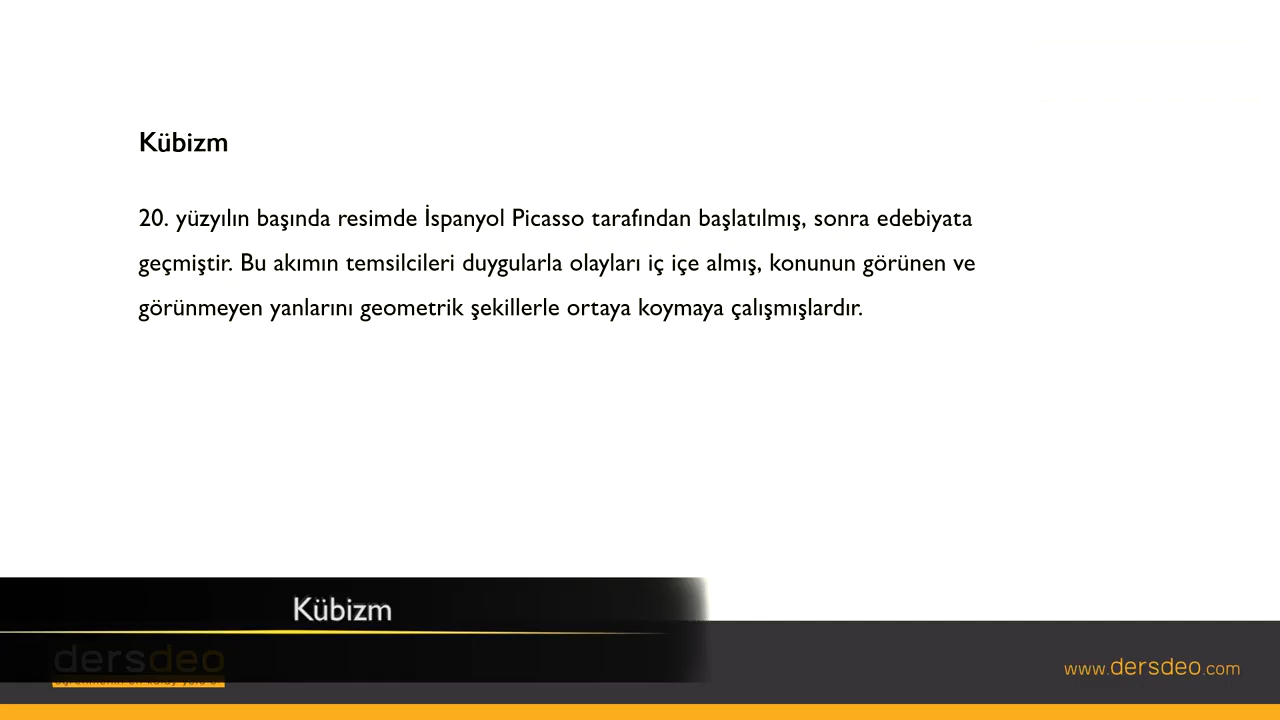 Kübizm
20. yüzyılın başında resimde İspanyol Picasso tarafından başlatılmış, sonra edebiyata
geçmiştir. Bu akımın temsilcileri duygularla olayları iç içe almış, konunun görünen ve
görünmeyen yanlarını geometrik şekillerle ortaya koymaya çalışmışlardır.
Kübizm
dersdeo
www.dersdeo.com